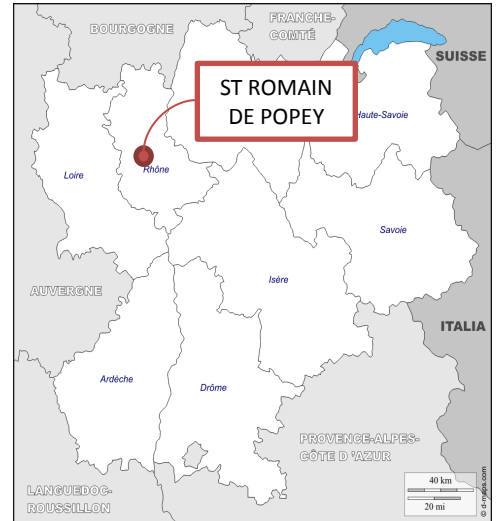 BOURGOGNE
FRANCHE-
COMTÉ
SUISSE
ST ROMAIN
DE POPEY
Haute-Savoie
Loire
Rhône
Savoie
Isère
AUVERGNE
ITALIA
Ardèche
Drôme
PROVENCE-ALPES-
CÔTE D 'AZUR
LANGUEDOC-
ROUSSILLON
40 km
20 mi
© d-maps.com